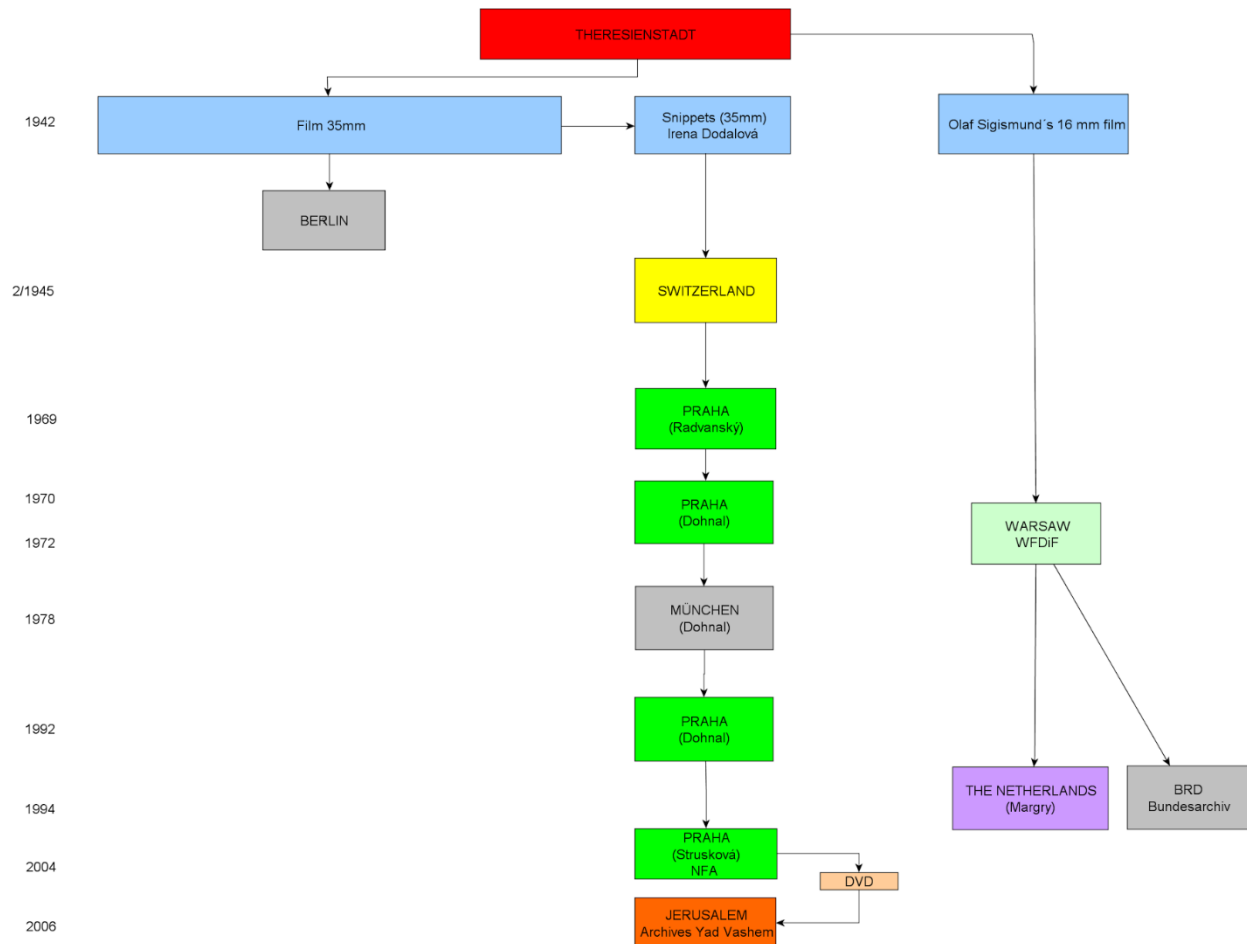 THERESIENSTADT
1942
Film 35mm
Snippets (35mm)
Irena Dodalová
Olaf Sigismund´s 16 mm film
BERLIN
2/1945
SWITZERLAND
1969
PRAHA
(Radvanský)
1970
PRAHA
(Dohnal)
1972
WARSAW
WFDiF
1978
MÜNCHEN
(Dohnal)
1992
PRAHA
(Dohnal)
THE NETHERLANDS
(Margry)
BRD
Bundesarchiv
1994
PRAHA
(Strusková)
NFA
2004
DVD
2006
JERUSALEM
Archives Yad Vashem